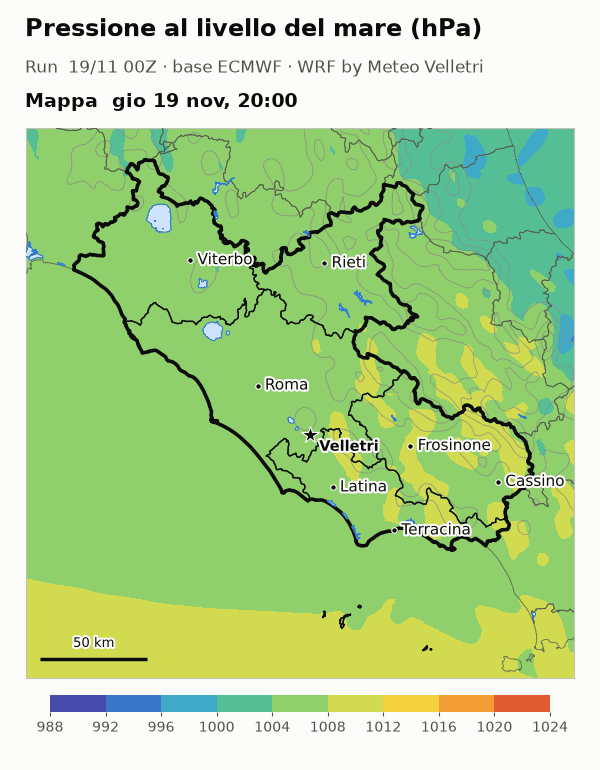 Pressione al livello del mare (hPa)
Run  19/11 00Z · base ECMWF · WRF by Meteo Velletri
Mappa  gio 19 nov, 20:00
Viterbo
Rieti
Roma
Velletri
Frosinone
Cassino
Latina
Terracina
50 km
988 992 996 1000 1004 1008 1012 1016 1020 1024